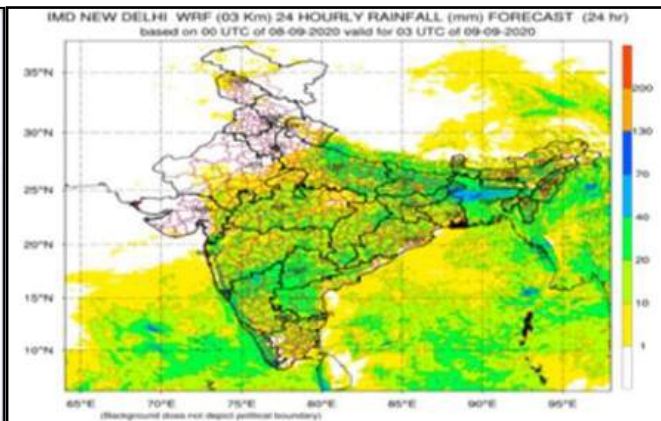 IMD NEW DELHI WRF (03 Km) 24 HOURLY RAINFALL (mm) FORECAST (24 hr)
based on 00 UTC of 08-09-2020 valid for 03 UTC of 09-09-2020
35°N
30°N
25°N
20°N
15°N
10°N
200
130
70
40
20
10
1
65°E 70°E 75°E 80°E 85°E 90°E 95°E
(Background does not depict political boundary)